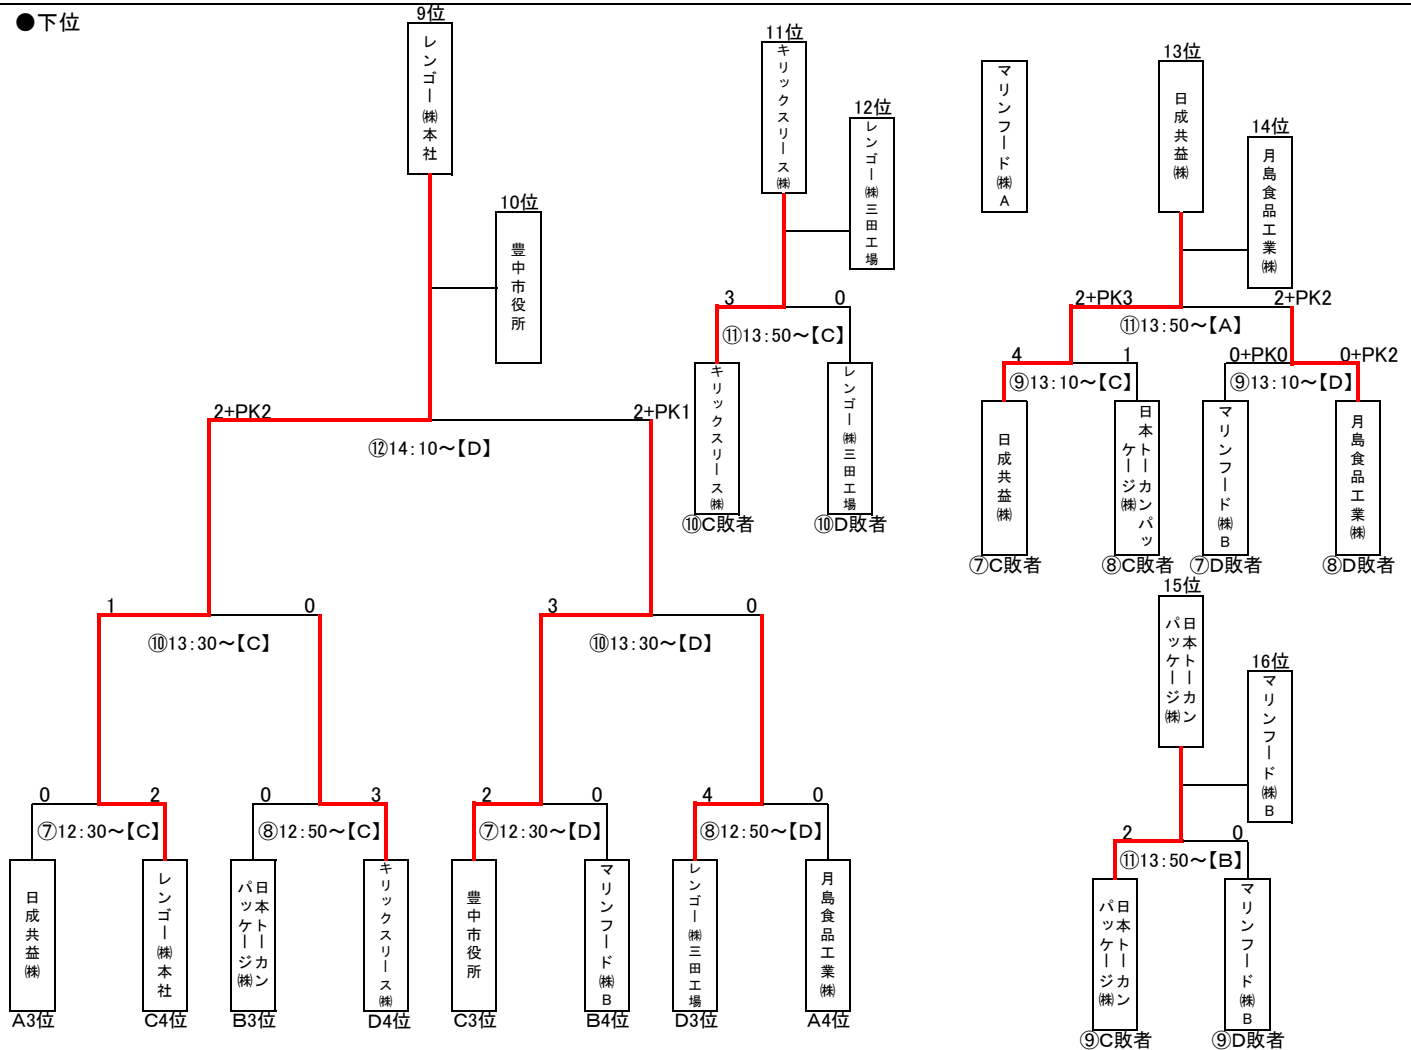 ●下位
9位
レンゴー㈱本社
10位
豊中市役所
2+PK2
2+PK1
⑫14:10～【D】
1
0
⑩13:30～【C】
3
0
⑩13:30～【D】
0
2
⑦12:30～【C】
0
3
⑧12:50～【C】
2
0
⑦12:30～【D】
4
0
⑧12:50～【D】
日成共益㈱
レンゴー㈱本社
日本トーカン
パッケージ㈱
キリックスリース㈱
豊中市役所
マリンフード㈱B
レンゴー㈱三田工場
月島食品工業㈱
A3位
C4位
B3位
D4位
C3位
B4位
D3位
A4位
11位
キリックスリース㈱
12位
レンゴー㈱三田工場
3
0
⑪13:50～【C】
キリックスリース㈱
レンゴー㈱三田工場
⑩C敗者
⑩D敗者
マリンフード㈱A
13位
日成共益㈱
14位
月島食品工業㈱
2+PK3
2+PK2
⑪13:50～【A】
4
1
⑨13:10～【C】
0+PK0
0+PK2
⑨13:10～【D】
日成共益㈱
日本トーカンパッ
ケージ㈱
マリンフード㈱B
月島食品工業㈱
⑦C敗者
⑧C敗者
⑦D敗者
⑧D敗者
15位
日本トーカン
パッケージ㈱
16位
マリンフード㈱B
2
0
⑪13:50～【B】
日本トーカン
パッケージ㈱
マリンフード㈱B
⑨C敗者
⑨D敗者